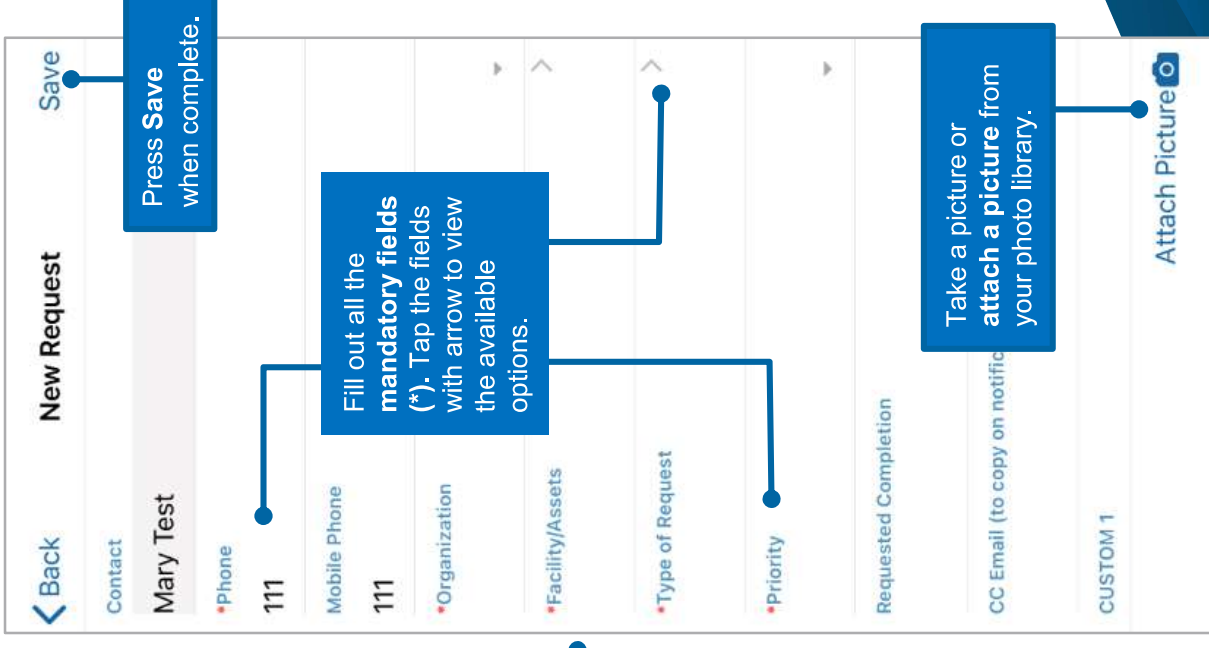 Back
New Request
Save
Contact
Mary Test
*Phone
111
Mobile Phone
111
*Organization
*Facility/Assets
*Type of Request
*Priority
Requested Completion
CC Email (to copy on notific
CUSTOM 1
Attach Picture
Press Save
when complete.
Fill out all the
mandatory fields
(*). Tap the fields
with arrow to view
the available
options.
Take a picture or
attach a picture from
your photo library.